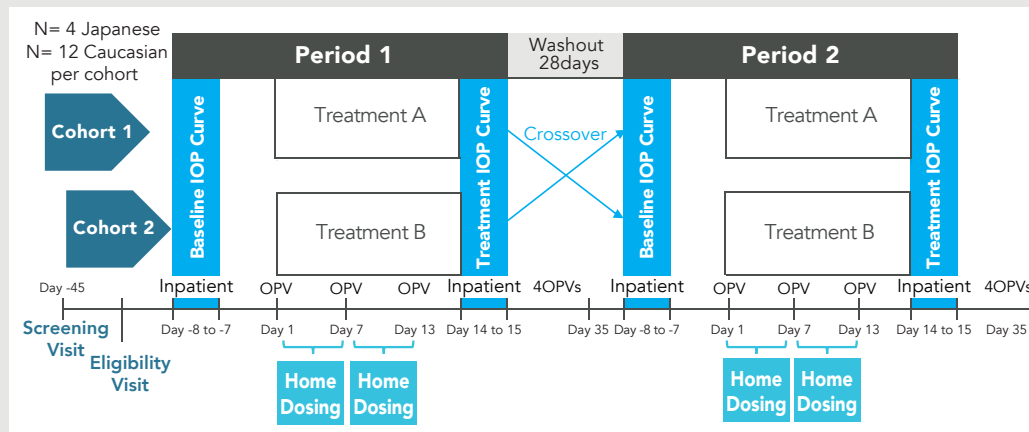 N= 4 Japanese
N= 12 Caucasian
per cohort
Period 1
Washout
28days
Period 2
Cohort 1
Cohort 2
Baseline IOP Curve
Treatment A
Treatment B
Treatment IOP Curve
Crossover
Baseline IOP Curve
Treatment A
Treatment B
Treatment IOP Curve
Day -45
Inpatient
OPV
OPV
OPV
Inpatient
4OPVs
Inpatient
OPV
OPV
OPV
Inpatient
4OPVs
Screening
Visit
Eligibility
Visit
Day -8 to -7
Day 1
Day 7
Day 13
Day 14 to 15
Day 35
Day -8 to -7
Day 1
Day 7
Day 13
Day 14 to 15
Day 35
Home
Dosing
Home
Dosing
Home
Dosing
Home
Dosing